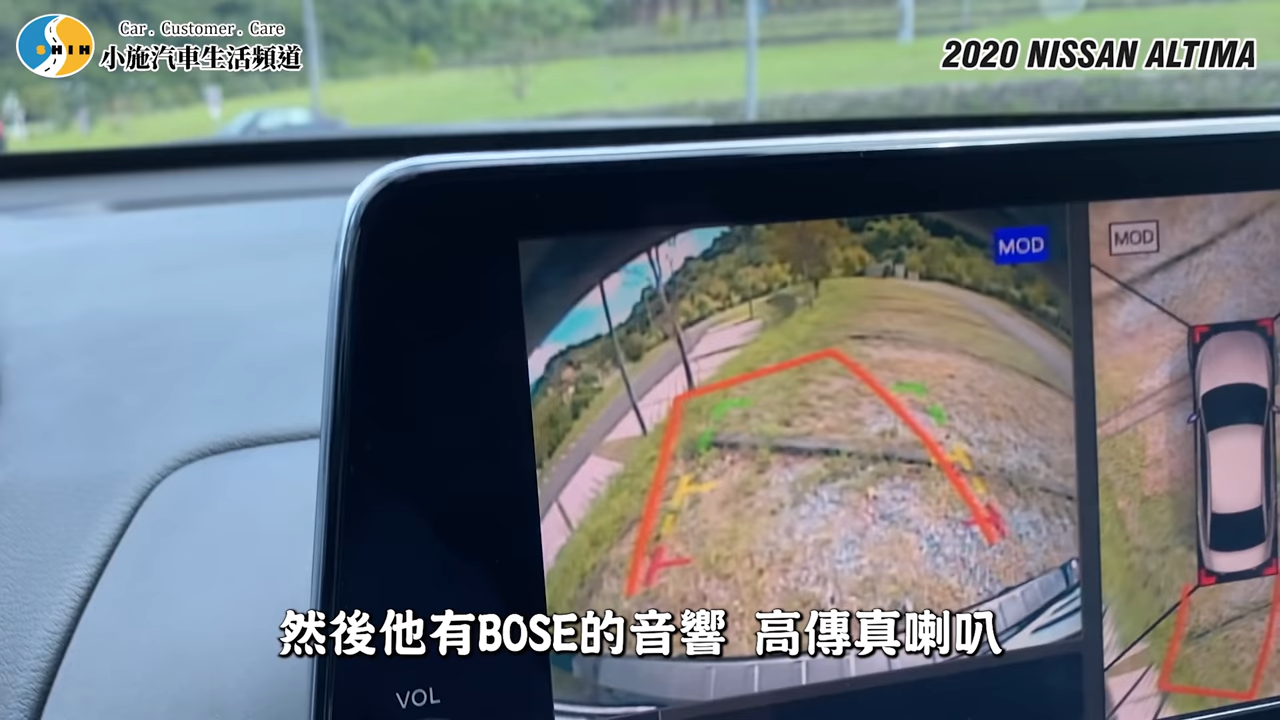 Car. Customer. Care
SHIH
小施汽車生活頻道
2020 NISSAN ALTIMA
MOD
MOD
然後他有BOSE的音響 高傳真喇叭
VOL